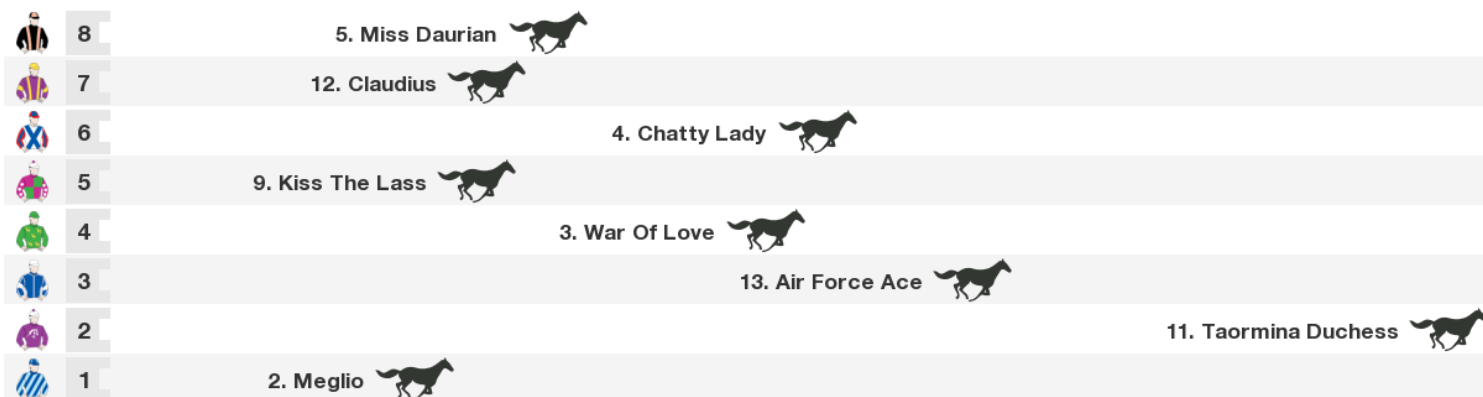 8 5. Miss Daurian
7 12. Claudius
6 4. Chatty Lady
5 9. Kiss The Lass
4 3. War Of Love
3 13. Air Force Ace
2 11. Taormina Duchess
1 2. Meglio